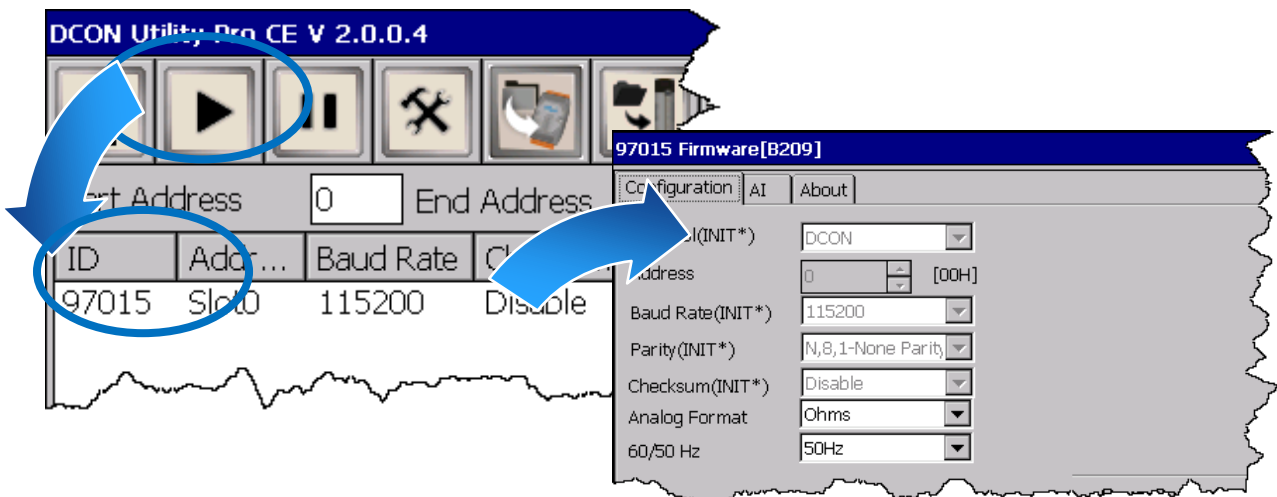 DCON Utility Pro CE V 2.0.0.4
Address 0 End Address
ID Addr... Baud Rate
97015 Slot0 115200 Disable
97015 Firmware[B209]
Configuration AI About
(INIT*) DCON
Address 0 [00H]
Baud Rate(INIT*) 115200
Parity(INIT*) N,8,1-None Parity
Checksum(INIT*) Disable
Analog Format Ohms
60/50 Hz 50Hz